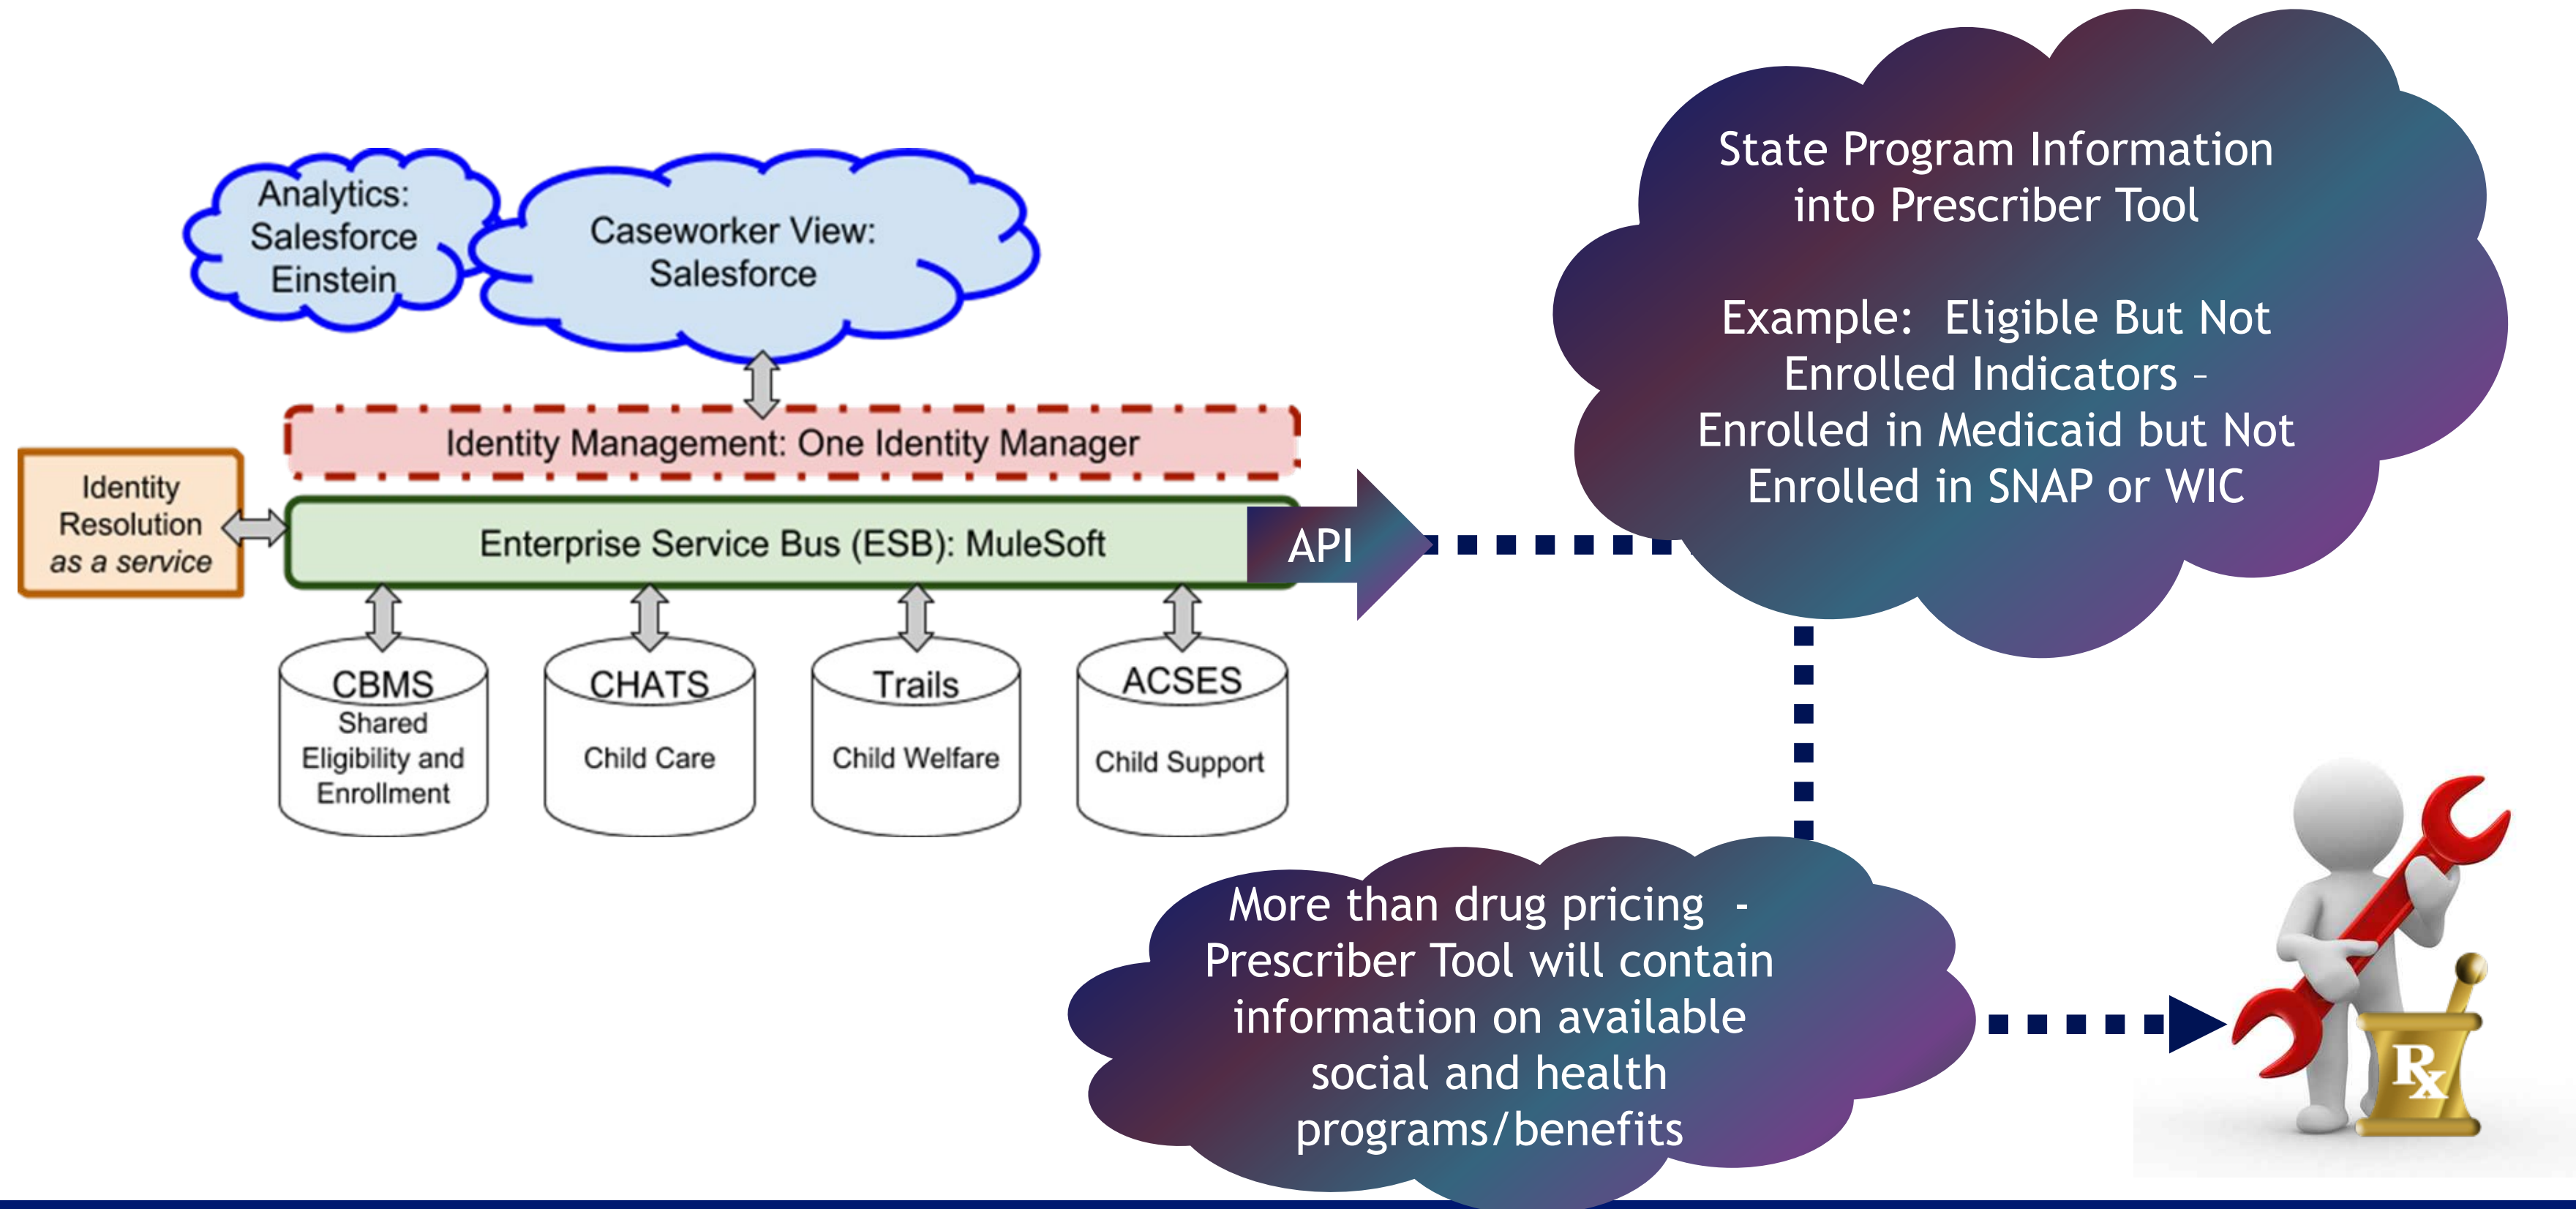 Analytics:
Salesforce
Einstein
Caseworker View:
Salesforce
Identity Management: One Identity Manager
Identity
Resolution
as a service
Enterprise Service Bus (ESB): MuleSoft
API
CBMS
Shared
Eligibility and
Enrollment
CHATS
Child Care
Trails
Child Welfare
ACSES
Child Support
State Program Information
into Prescriber Tool
Example:  Eligible But Not
Enrolled Indicators –
Enrolled in Medicaid but Not
Enrolled in SNAP or WIC
More than drug pricing  -
Prescriber Tool will contain
information on available
social and health
programs/benefits
Rx